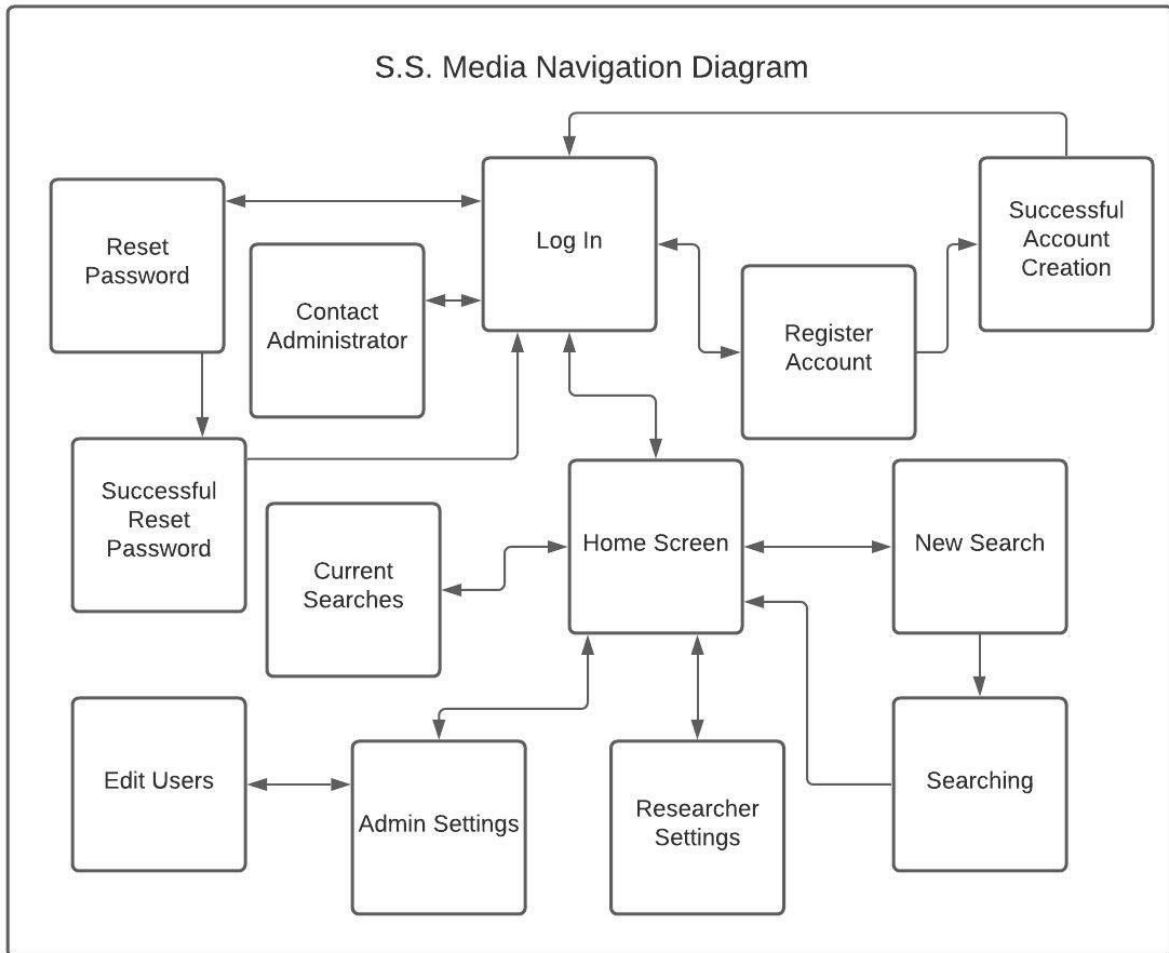 S.S. Media Navigation Diagram
Reset
Password
Contact
Administrator
Log In
Register
Account
Successful
Account
Creation
Successful
Reset
Password
Current
Searches
Home Screen
New Search
Edit Users
Admin Settings
Researcher
Settings
Searching